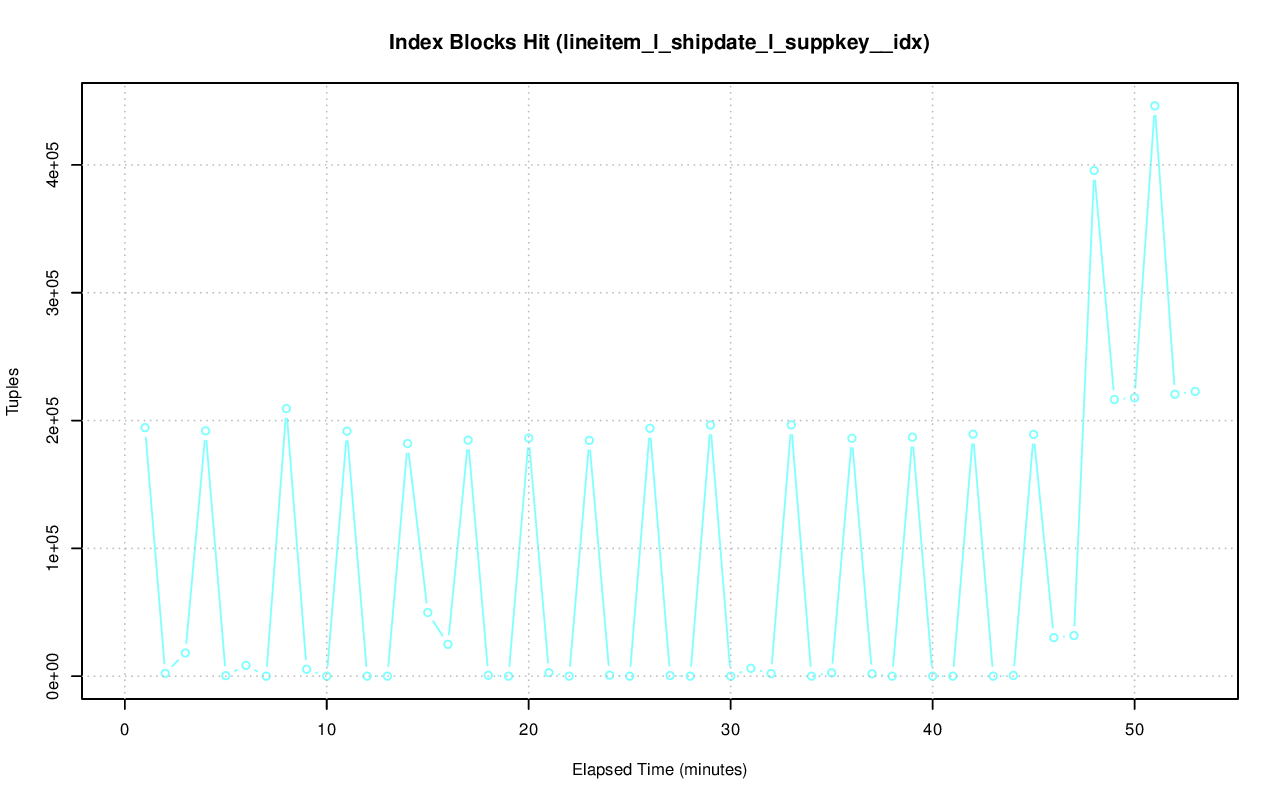 Index Blocks Hit (lineitem_l_shipdate_l_suppkey__idx)
Tuples
4e+05
3e+05
2e+05
1e+05
0e+00
0 10 20 30 40 50
Elapsed Time (minutes)